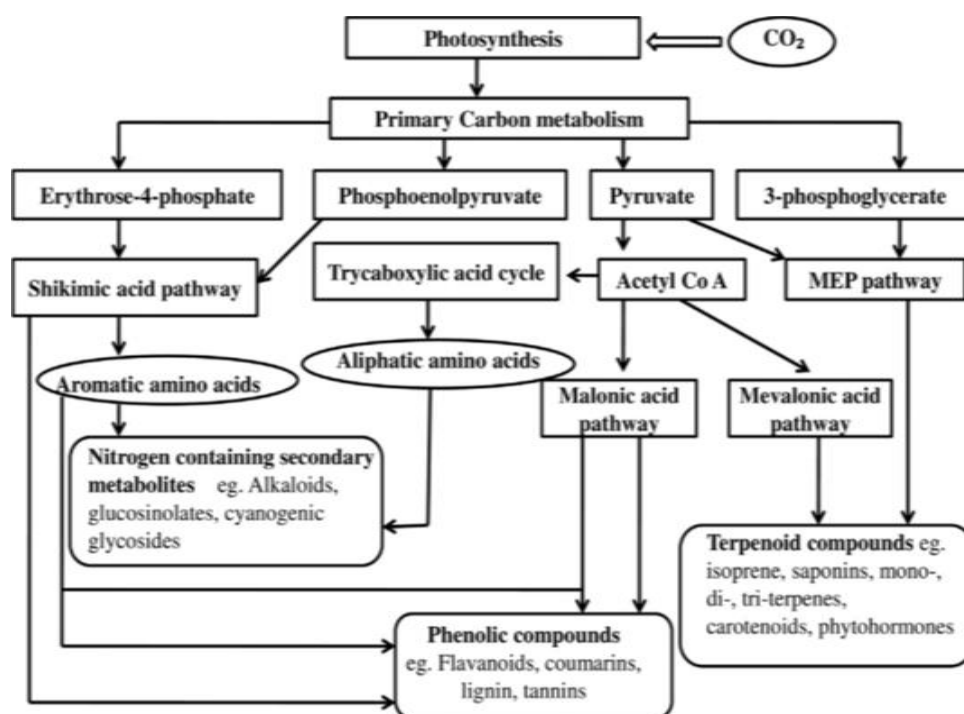 Photosynthesis
CO₂
Primary Carbon metabolism
Erythrose-4-phosphate
Phosphoenolpyruvate
Pyruvate
3-phosphoglycerate
Shikimic acid pathway
Trycaboxylic acid cycle
Acetyl Co A
MEP pathway
Aromatic amino acids
Aliphatic amino acids
Malonic acid
pathway
Mevalonic acid
pathway
Nitrogen containing secondary
metabolites eg. Alkaloids,
glucosinolates, cyanogenic
glycosides
Terpenoid compounds eg.
isoprene, saponins, mono-,
di-, tri-terpenes,
carotenoids, phytohormones
Phenolic compounds
eg. Flavanoids, coumarins,
lignin, tannins